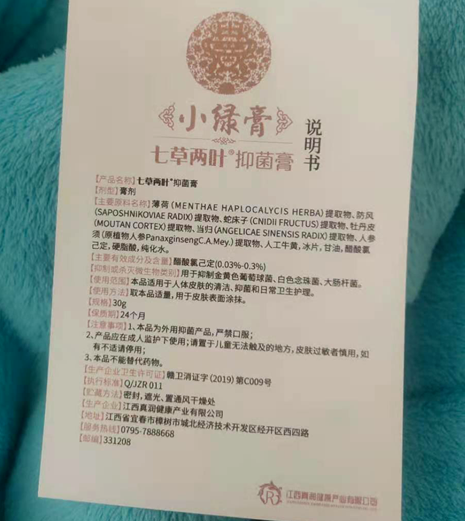 小绿膏
七草两叶®抑菌膏
说明书
【产品名称】七草两叶®抑菌膏
【剂型】膏剂
【主要原料名称】薄荷(MENTHAE HAPLOCALYCIS HERBA)提取物、防风
(SAPOSHNIKOVIAE RADIX)提取物、蛇床子(CNIDII FRUCTUS)提取物、牡丹皮
(MOUTAN CORTEX)提取物、当归(ANGELICAE SINENSIS RADIX)提取物、人参
须(原植物人参PanaxginsengC.A.Mey.)提取物、人工牛黄,冰片,甘油,醋酸氯
己定,硬脂酸,纯化水。
【主要有效成分及含量】醋酸氯己定(0.03%-0.3%)
【抑制或杀灭微生物类别】用于抑制金黄色葡萄球菌、白色念珠菌、大肠杆菌。
【使用范围】本品适用于人体皮肤的清洁、抑菌和日常卫生护理。
【使用方法】取本品适量,用于皮肤表面涂抹。
【规格】30g
【保质期】24个月
【注意事项】1、本品为外用抑菌产品,严禁口服;
2、产品应在成人监护下使用;请置于儿童无法触及的地方,皮肤过敏者慎用,如
有不适请停用;
3、本品不能替代药物。
【生产企业卫生许可证】赣卫消证字(2019)第C009号
【执行标准】Q/JZR 011
【贮藏方法】密封,遮光、置通风干燥处
【生产企业】江西真润健康产业有限公司
【地址】江西省宜春市樟树市城北经济技术开发区经开区西四路
【服务热线】0795-7888668
【邮编】331208
江西真润健康产业有限公司